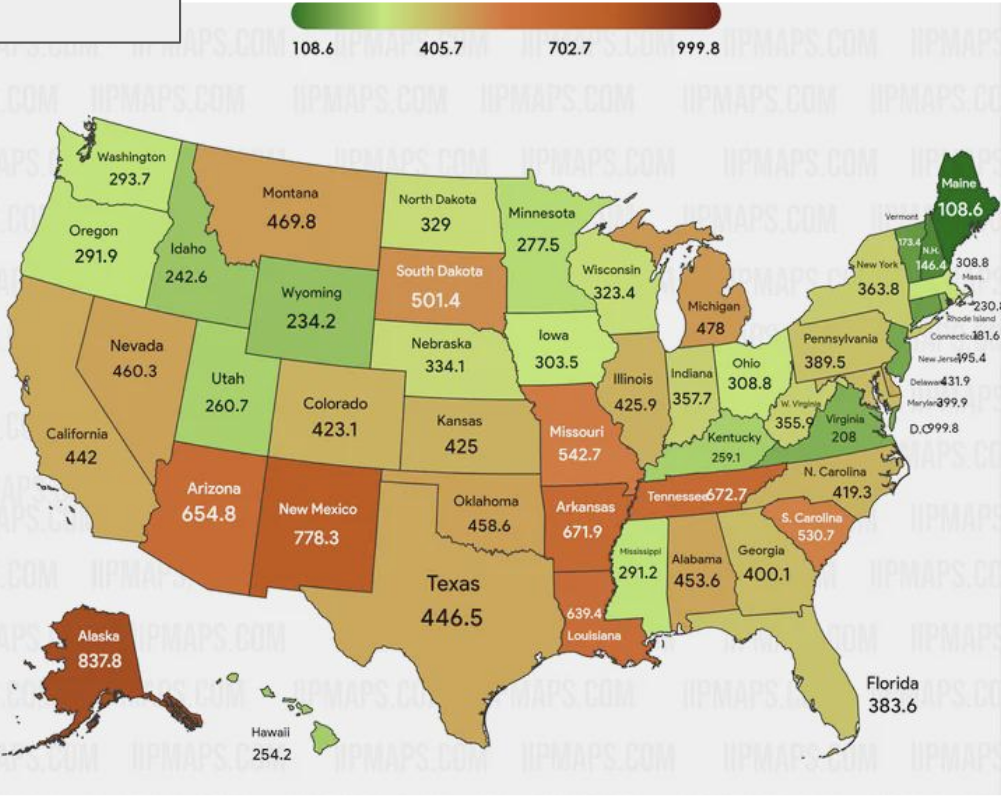 108.6 405.7 702.7 999.8
Washington
293.7
Oregon
291.9
Idaho
242.6
Montana
469.8
North Dakota
329
Minnesota
277.5
Wisconsin
323.4
Michigan
478
South Dakota
501.4
Wyoming
234.2
Nebraska
334.1
Iowa
303.5
Nevada
460.3
Utah
260.7
Colorado
423.1
Kansas
425
Illinois
425.9
Indiana
357.7
Ohio
308.8
Pennsylvania
389.5
New York
363.8
Vermont
173.4
N.H.
146.4
Maine
108.6
308.8
Mass.
230.8
Rhode Island
Connecticut 181.6
New Jersey 195.4
Delaware 431.9
Maryland 399.9
D.C 999.8
California
442
Missouri
542.7
Kentucky
259.1
W. Virginia
355.9
Virginia
208
Arizona
654.8
New Mexico
778.3
Oklahoma
458.6
Arkansas
671.9
Tennessee 672.7
N. Carolina
419.3
S. Carolina
530.7
Texas
446.5
639.4
Louisiana
Mississippi
291.2
Alabama
453.6
Georgia
400.1
Florida
383.6
Alaska
837.8
Hawaii
254.2
IIPMAPS.COM